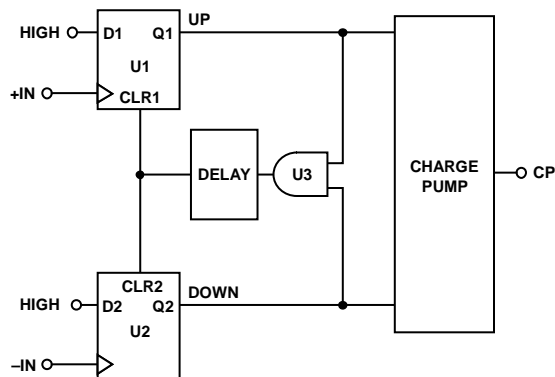 UP
HIGH D1 Q1
U1
+IN
CLR1
DELAY
U3
CHARGE
PUMP
CP
CLR2
DOWN
HIGH D2 Q2
U2
–IN